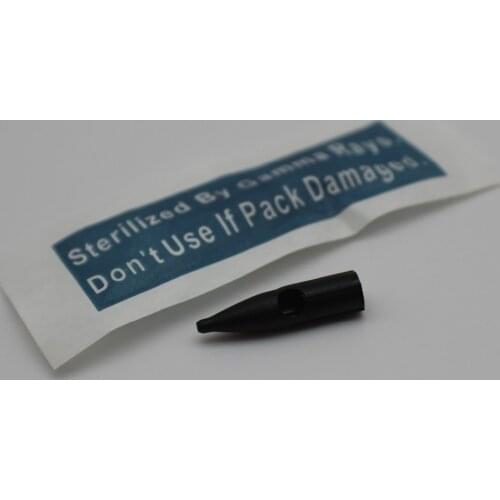 Sterilized By Gamma Rays.
Don't Use If Pack Damaged.